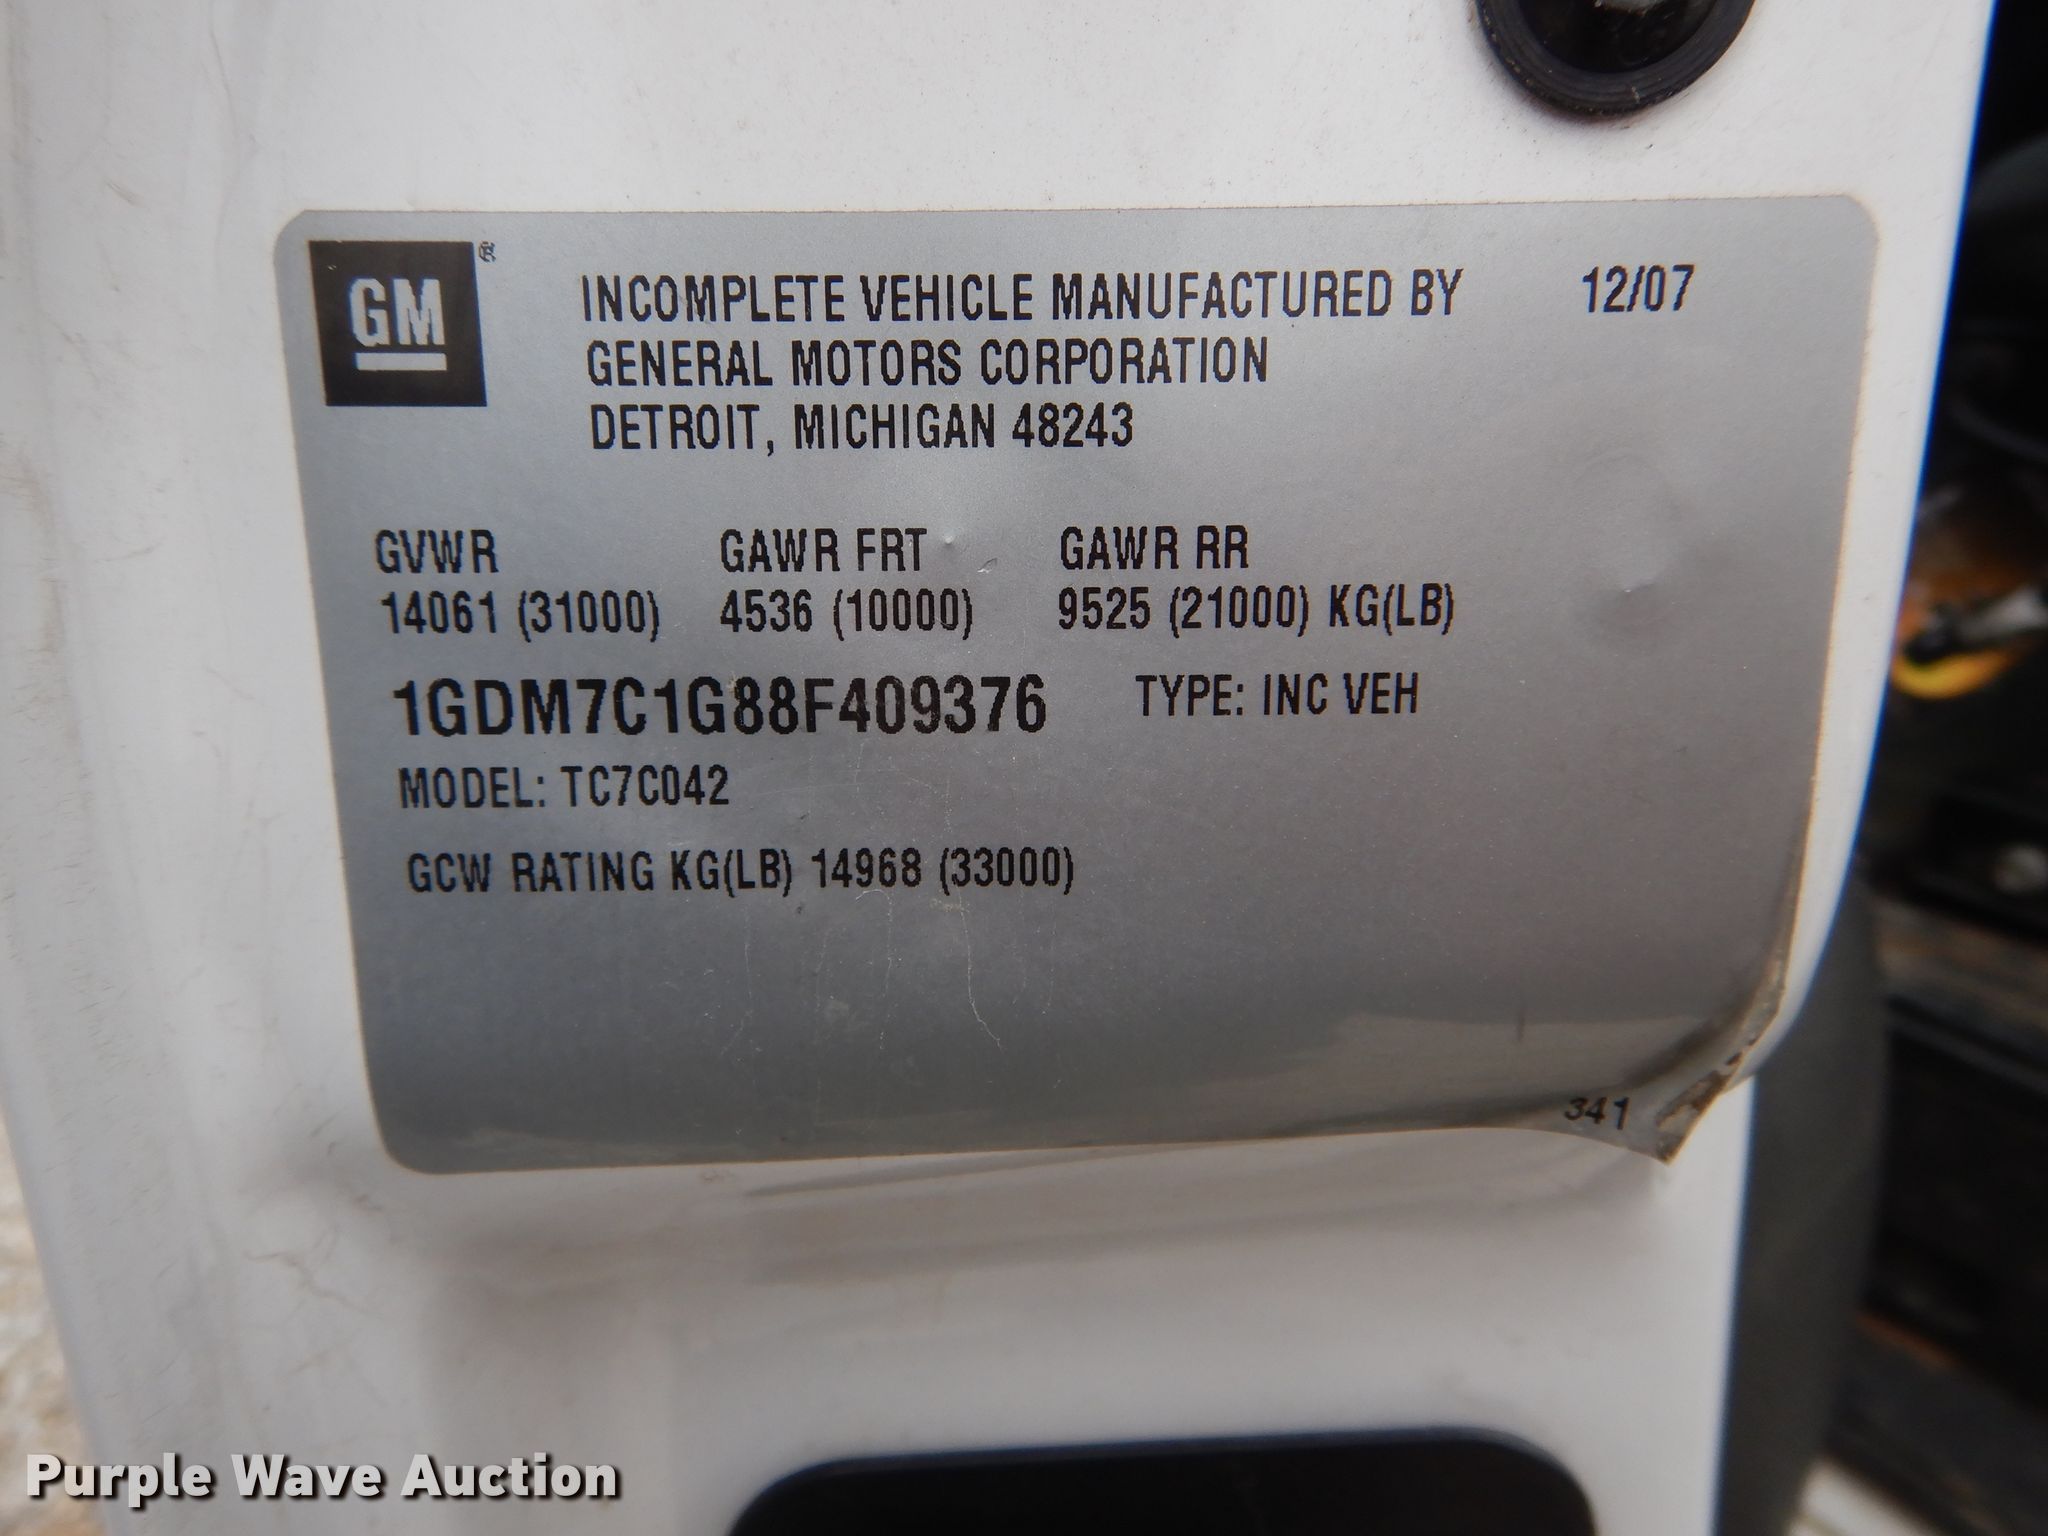 GM ®
INCOMPLETE VEHICLE MANUFACTURED BY 12/07
GENERAL MOTORS CORPORATION
DETROIT, MICHIGAN 48243
GVWR GAWR FRT GAWR RR
14061 (31000) 4536 (10000) 9525 (21000) KG(LB)
1GDM7C1G88F409376 TYPE: INC VEH
MODEL: TC7C042
GCW RATING KG(LB) 14968 (33000)
341
Purple Wave Auction